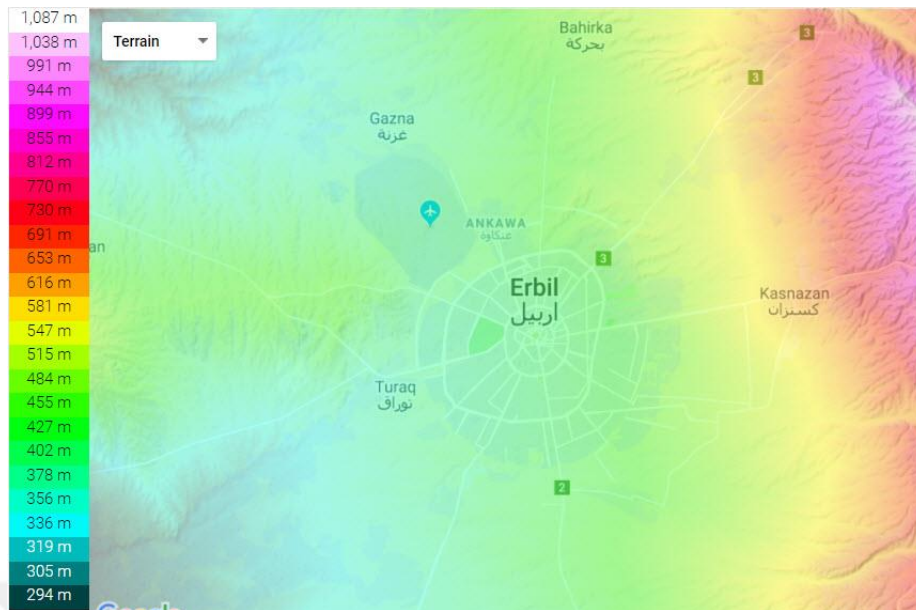 1,087 m
1,038 m
991 m
944 m
899 m
855 m
812 m
770 m
730 m
691 m
653 m
616 m
581 m
547 m
515 m
484 m
455 m
427 m
402 m
378 m
356 m
336 m
319 m
305 m
294 m
Terrain
Bahirka
بحركة
3
3
Gazna
غزنة
ANKAWA
عنكاوة
an
3
Erbil
اربيل
Kasnazan
كسنزان
Turaq
توراق
2
Google